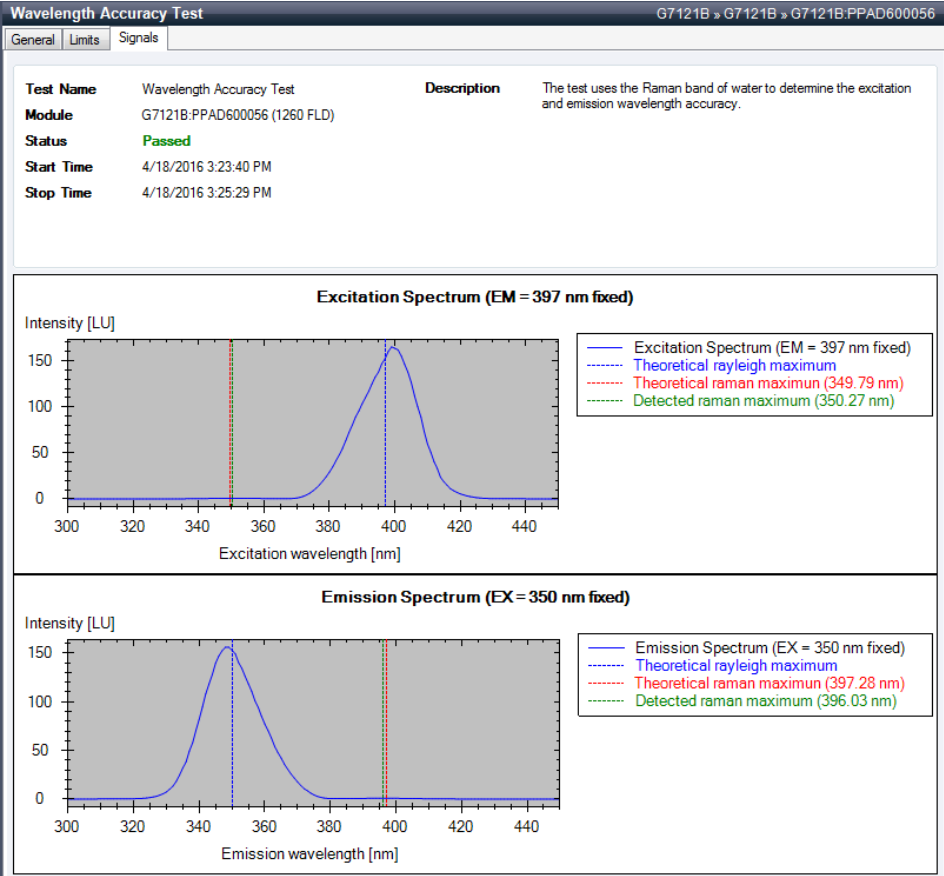 Wavelength Accuracy Test
G7121B » G7121B » G7121B:PPAD600056
General Limits Signals
Test Name Wavelength Accuracy Test
Description The test uses the Raman band of water to determine the excitation
and emission wavelength accuracy.
Module G7121B:PPAD600056 (1260 FLD)
Status Passed
Start Time 4/18/2016 3:23:40 PM
Stop Time 4/18/2016 3:25:29 PM
Excitation Spectrum (EM = 397 nm fixed)
Intensity [LU]
150
100
50
0
300 320 340 360 380 400 420 440
Excitation wavelength [nm]
Excitation Spectrum (EM = 397 nm fixed)
Theoretical rayleigh maximum
Theoretical raman maximun (349.79 nm)
Detected raman maximum (350.27 nm)
Emission Spectrum (EX = 350 nm fixed)
Intensity [LU]
150
100
50
0
300 320 340 360 380 400 420 440
Emission wavelength [nm]
Emission Spectrum (EX = 350 nm fixed)
Theoretical rayleigh maximum
Theoretical raman maximun (397.28 nm)
Detected raman maximum (396.03 nm)